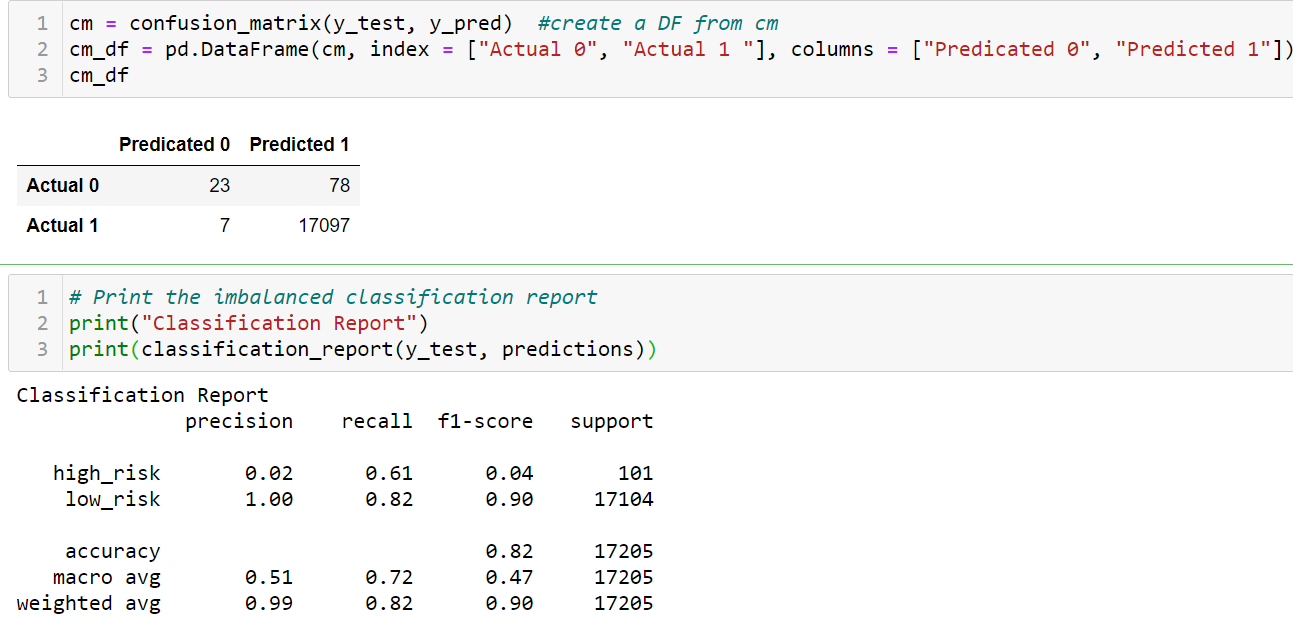 1 cm = confusion_matrix(y_test, y_pred)  #create a DF from cm
2 cm_df = pd.DataFrame(cm, index = ["Actual 0", "Actual 1 "], columns = ["Predicated 0", "Predicted 1"])
3 cm_df
Predicated 0 Predicted 1
Actual 0 23 78
Actual 1 7 17097
1 # Print the imbalanced classification report
2 print("Classification Report")
3 print(classification_report(y_test, predictions))
Classification Report
precision recall f1-score support
high_risk 0.02 0.61 0.04 101
low_risk 1.00 0.82 0.90 17104
accuracy 0.82 17205
macro avg 0.51 0.72 0.47 17205
weighted avg 0.99 0.82 0.90 17205